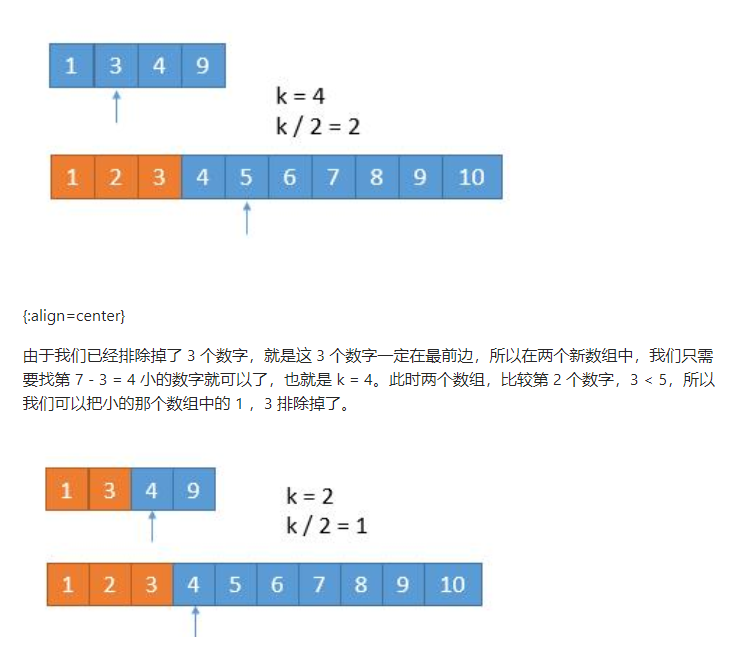 1 3 4 9
k = 4
k / 2 = 2
1 2 3 4 5 6 7 8 9 10
{:align=center}
由于我们已经排除掉了 3 个数字，就是这 3 个数字一定在最前边，所以在两个新数组中，我们只需
要找第 7 - 3 = 4 小的数字就可以了，也就是 k = 4。此时两个数组，比较第 2 个数字，3 < 5，所以
我们可以把小的那个数组中的 1 ，3 排除掉了。
1 3 4 9
k = 2
k / 2 = 1
1 2 3 4 5 6 7 8 9 10